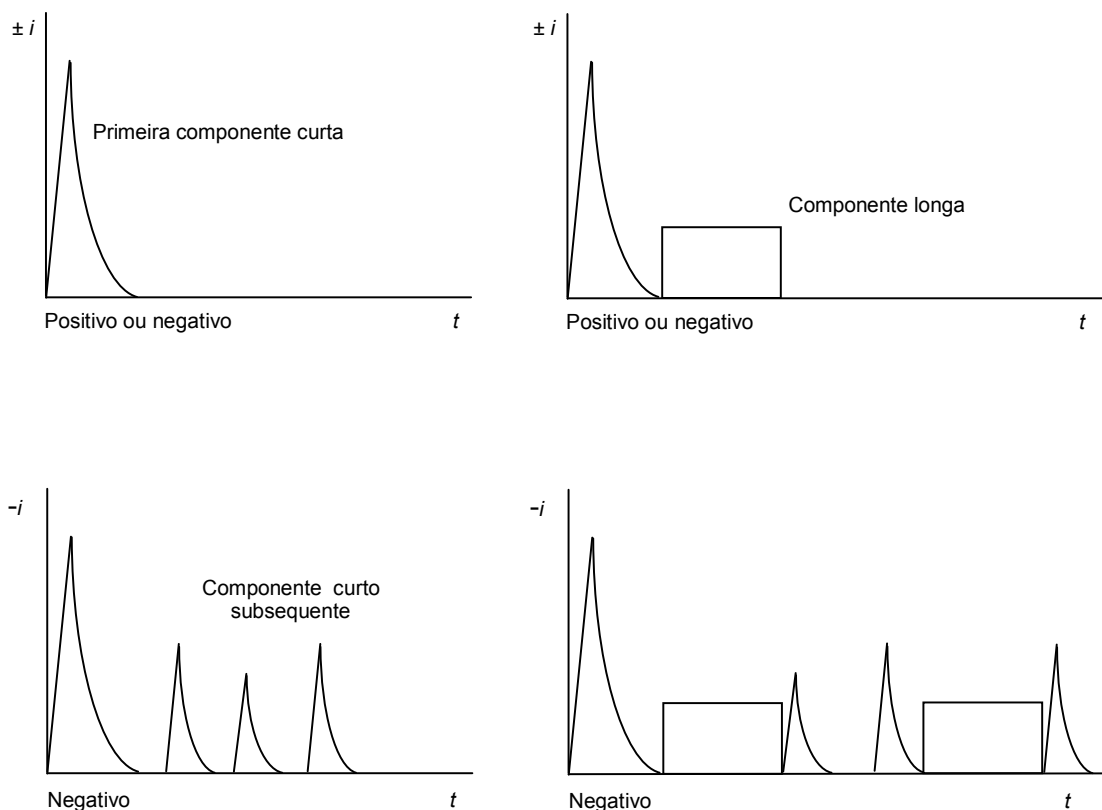 ± i
Primeira componente curta
Positivo ou negativo
t
± i
Componente longa
Positivo ou negativo
t
-i
Componente curto
subsequente
Negativo
t
-i
Negativo
t